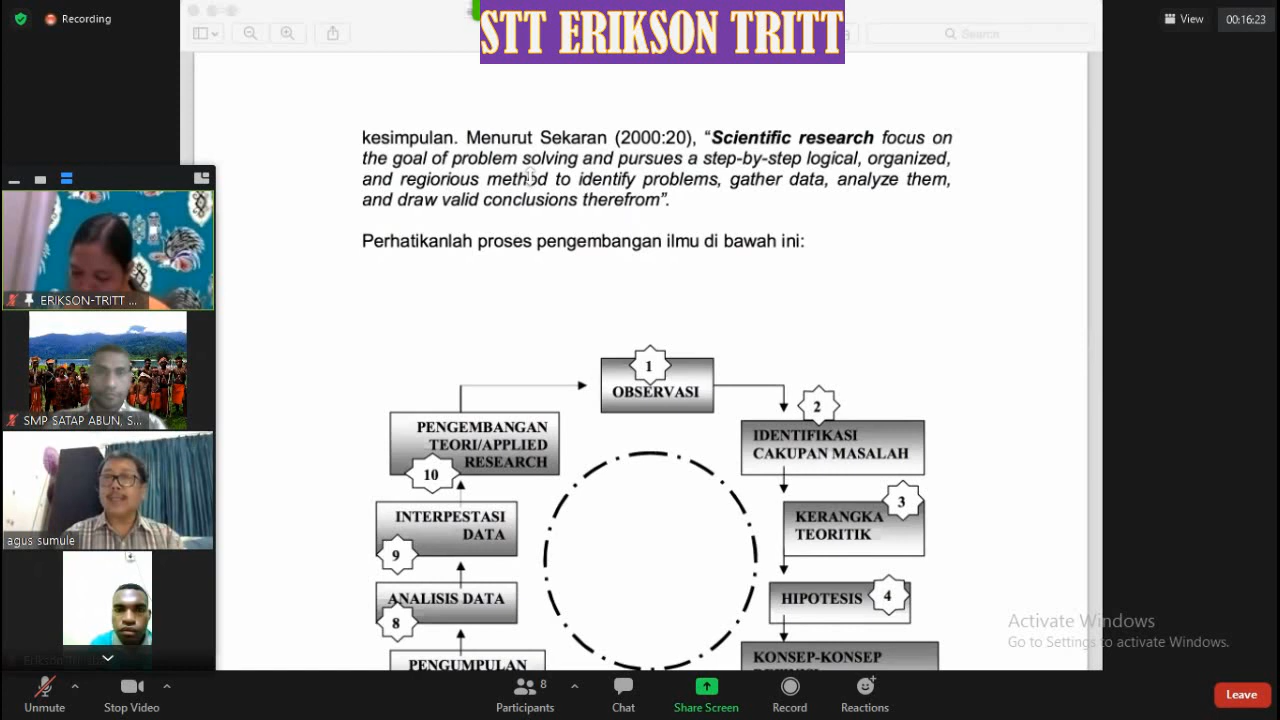 Recording
STT ERIKSON TRITT
View
00:16:23
Search
kesimpulan. Menurut Sekaran (2000:20), “Scientific research focus on
the goal of problem solving and pursues a step-by-step logical, organized,
and regiorious method to identify problems, gather data, analyze them,
and draw valid conclusions therefrom”.
Perhatikanlah proses pengembangan ilmu di bawah ini:
1
OBSERVASI
2
IDENTIFIKASI
CAKUPAN MASALAH
3
KERANGKA
TEORITIK
HIPOTESIS
4
KONSEP-KONSEP
PENGEMBANGAN
TEORI/APPLIED
RESEARCH
10
INTERPESTASI
DATA
9
ANALISIS DATA
8
PENGUMPULAN
ERIKSON-TRITT ...
SMP SATAP ABUN, S...
agus sumule
Activate Windows
Go to Settings to activate Windows.
Unmute
Stop Video
Participants
8
Chat
Share Screen
Record
Reactions
Leave